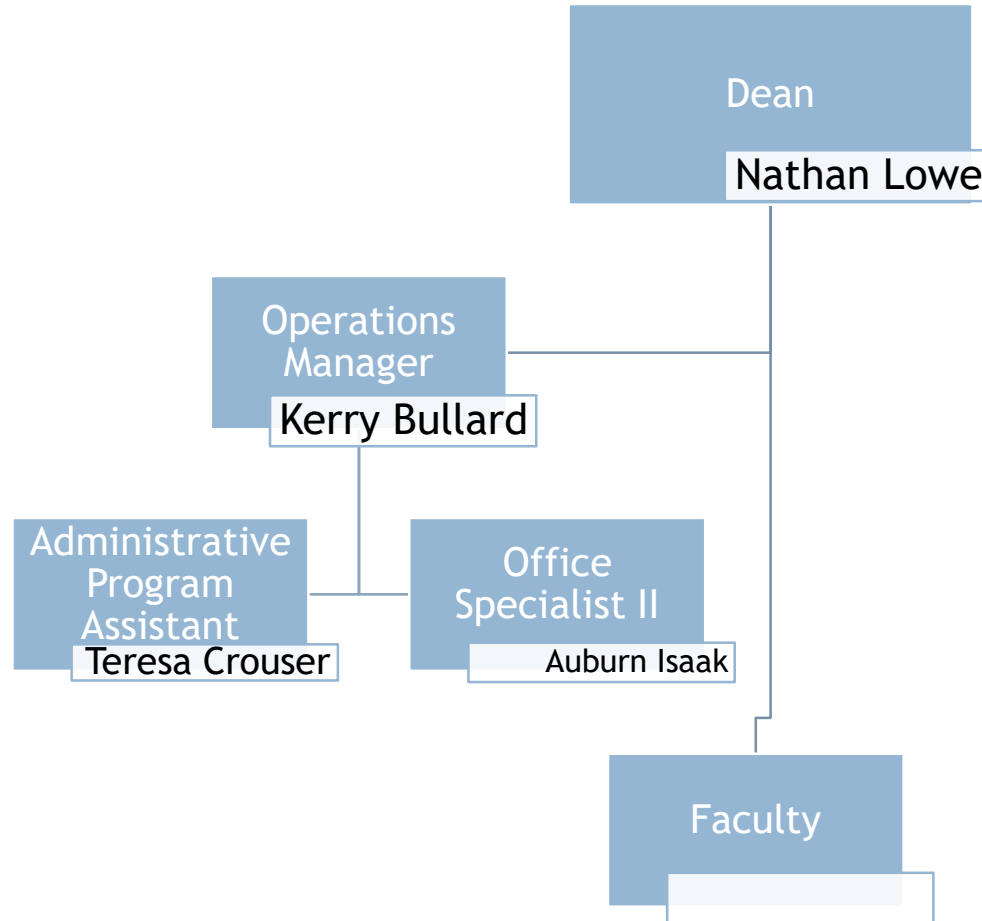 Dean
Nathan Lowe
Operations
Manager
Kerry Bullard
Administrative
Program
Assistant
Teresa Crouser
Office
Specialist II
Auburn Isaak
Faculty